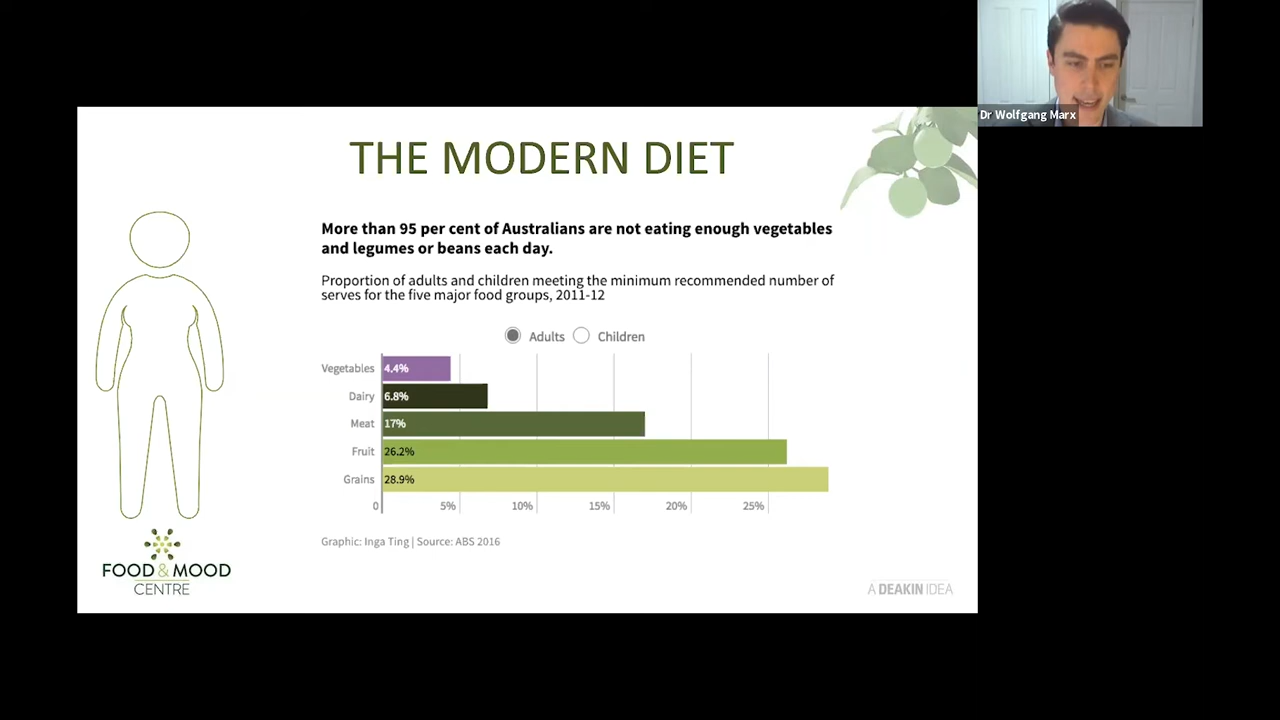 Dr Wolfgang Marx
THE MODERN DIET
More than 95 per cent of Australians are not eating enough vegetables
and legumes or beans each day.
Proportion of adults and children meeting the minimum recommended number of
serves for the five major food groups, 2011-12
Adults Children
Vegetables 4.4%
Dairy 6.8%
Meat 17%
Fruit 26.2%
Grains 28.9%
0 5% 10% 15% 20% 25%
Graphic: Inga Ting | Source: ABS 2016
FOOD & MOOD
CENTRE
A DEAKIN IDEA